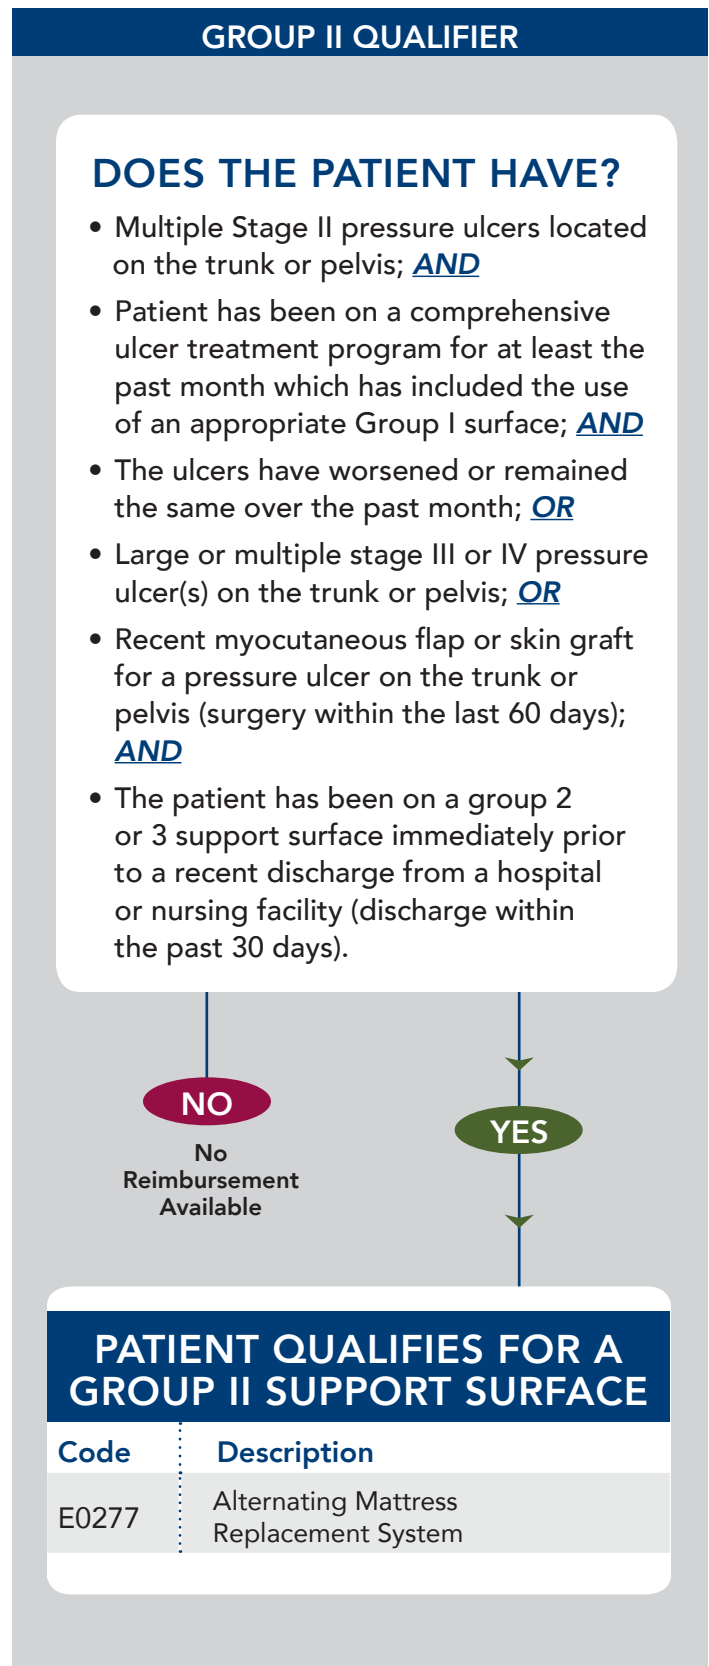 GROUP II QUALIFIER
DOES THE PATIENT HAVE?
• Multiple Stage II pressure ulcers located
on the trunk or pelvis; AND
• Patient has been on a comprehensive
ulcer treatment program for at least the
past month which has included the use
of an appropriate Group I surface; AND
• The ulcers have worsened or remained
the same over the past month; OR
• Large or multiple stage III or IV pressure
ulcer(s) on the trunk or pelvis; OR
• Recent myocutaneous flap or skin graft
for a pressure ulcer on the trunk or
pelvis (surgery within the last 60 days);
AND
• The patient has been on a group 2
or 3 support surface immediately prior
to a recent discharge from a hospital
or nursing facility (discharge within
the past 30 days).
NO
No
Reimbursement
Available
YES
PATIENT QUALIFIES FOR A
GROUP II SUPPORT SURFACE
Code Description
E0277 Alternating Mattress
Replacement System